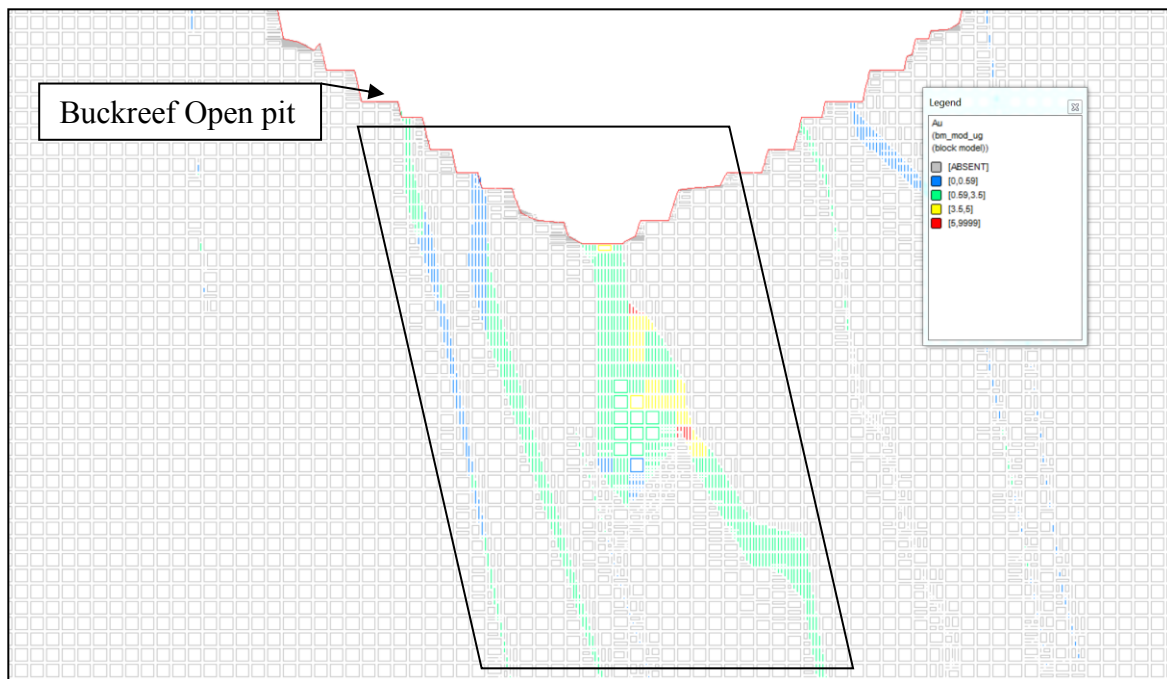 Buckreef Open pit
Legend
Au
(bm_mod_ug
(block model))
[ABSENT]
[0,0.59]
[0.59,3.5]
[3.5,5]
[5,9999]